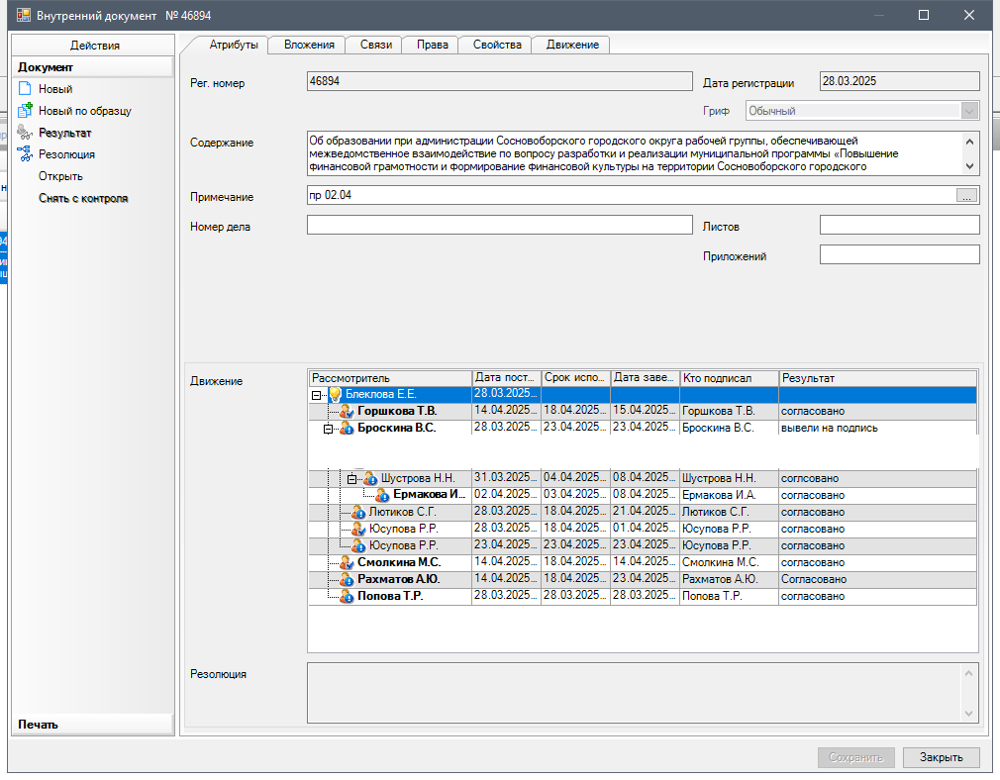 Внутренний документ № 46894
Действия
Документ
Новый
Новый по образцу
Результат
Резолюция
Открыть
Снять с контроля
Печать
Атрибуты Вложения Связи Права Свойства Движение
Рег. номер 46894 Дата регистрации 28.03.2025
Гриф Обычный
Содержание
Об образовании при администрации Сосновоборского городского округа рабочей группы, обеспечивающей
межведомственное взаимодействие по вопросу разработки и реализации муниципальной программы «Повышение
финансовой грамотности и Формирование Финансовой культуры на территории Сосновоборского городского
Примечание пр 02.04 ...
Номер дела Листов
Приложений
Движение
Рассмотритель Дата пост... Срок испо... Дата заве... Кто подписал Результат
Блеклова Е.Е. 28.03.2025...
Горшкова Т.В. 14.04.2025... 18.04.2025... 15.04.2025... Горшкова Т.В. согласовано
Броскина В.С. 28.03.2025... 23.04.2025... 23.04.2025... Броскина В.С. вывели на подпись
Шустрова Н.Н. 31.03.2025... 04.04.2025... 08.04.2025... Шустрова Н.Н. солгсовано
Ермакова И... 02.04.2025... 03.04.2025... 08.04.2025... Ермакова И.А. согласовано
Лютиков С.Г. 28.03.2025... 18.04.2025... 21.04.2025... Лютиков С.Г. согласовано
Юсупова Р.Р. 28.03.2025... 18.04.2025... 01.04.2025... Юсупова Р.Р. согласовано
Юсупова Р.Р. 23.04.2025... 23.04.2025... 23.04.2025... Юсупова Р.Р. согласовано
Смолкина М.С. 14.04.2025... 18.04.2025... 14.04.2025... Смолкина М.С. согласовано
Рахматов А.Ю. 14.04.2025... 18.04.2025... 23.04.2025... Рахматов А.Ю. Согласовано
Попова Т.Р. 28.03.2025... 28.03.2025... 28.03.2025... Попова Т.Р. согласовано
Резолюция
Сохранить Закрыть